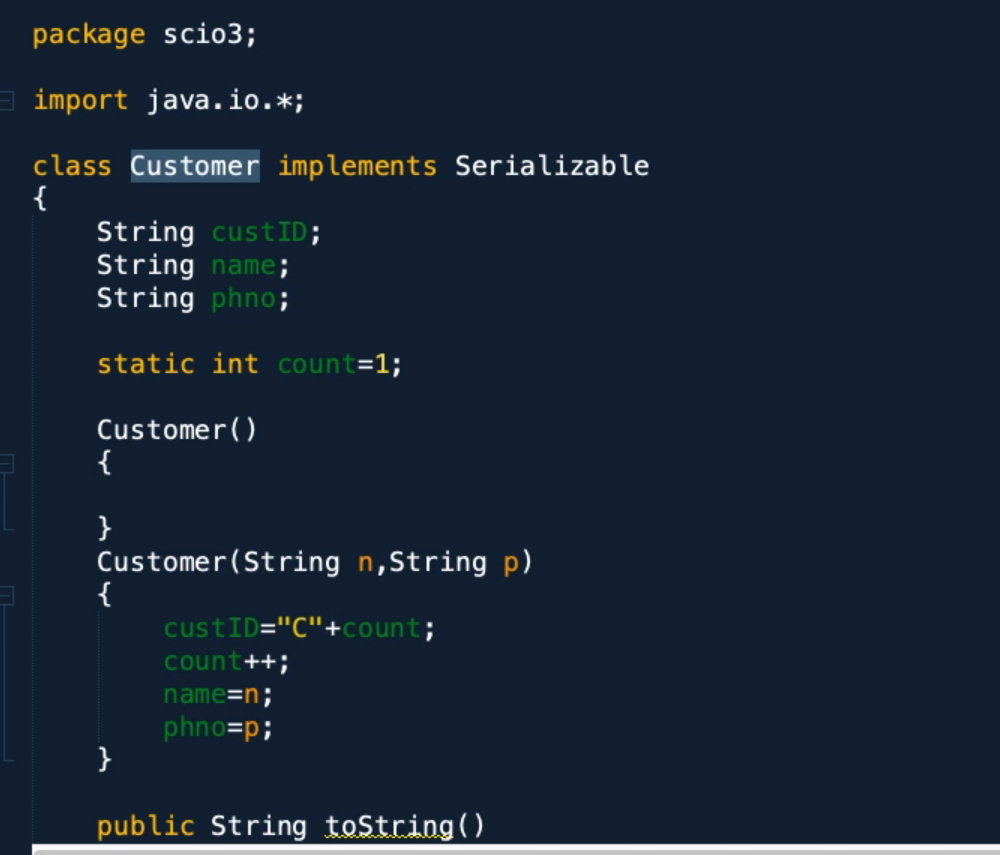 package scio3;
import java.io.*;
class Customer implements Serializable
{
String custID;
String name;
String phno;
static int count=1;
Customer()
{
}
Customer(String n,String p)
{
custID="C"+count;
count++;
name=n;
phno=p;
}
public String toString()